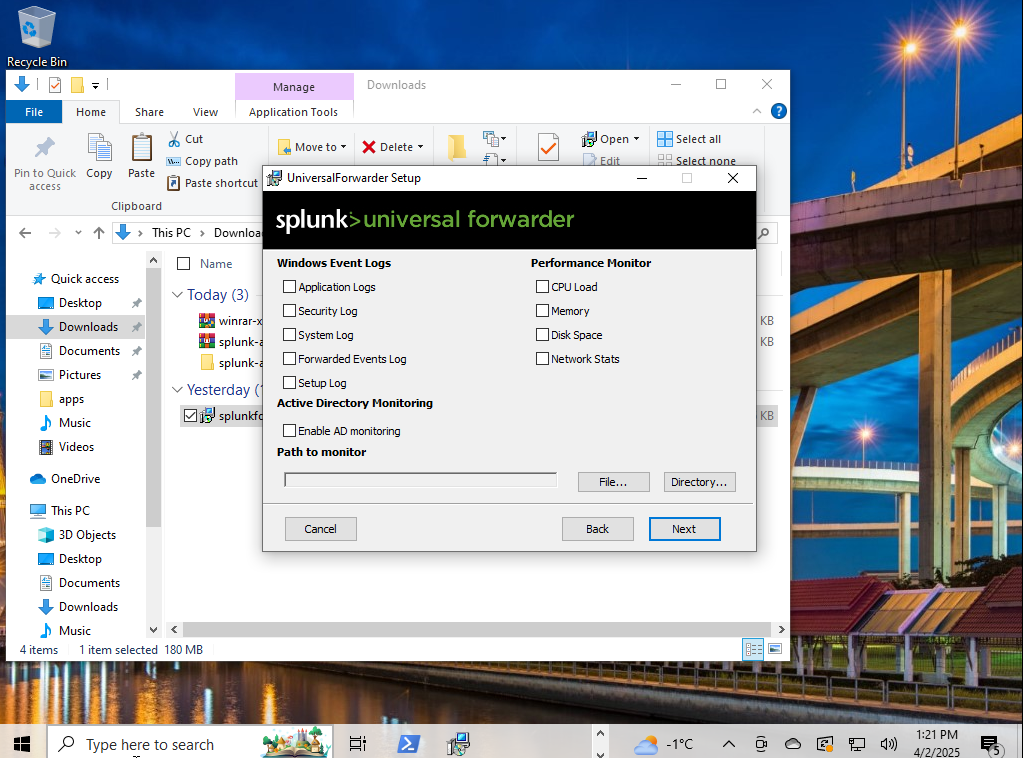 Recycle Bin
Manage
Downloads
File
Home
Share
View
Application Tools
Pin to Quick access
Copy
Paste
Cut
Copy path
Paste shortcut
Clipboard
Move to
Delete
Open
Edit
Select all
Select none
This PC
Name
Quick access
Desktop
Downloads
Documents
Pictures
apps
Music
Videos
OneDrive
This PC
3D Objects
Desktop
Documents
Downloads
Music
Today (3)
winrar-x
KB
splunk-a
KB
splunk-a
Yesterday (
splunkfo
KB
UniversalForwarder Setup
splunk>universal forwarder
Windows Event Logs
Application Logs
Security Log
System Log
Forwarded Events Log
Setup Log
Performance Monitor
CPU Load
Memory
Disk Space
Network Stats
Active Directory Monitoring
Enable AD monitoring
Path to monitor
File...
Directory...
Cancel
Back
Next
4 items
1 item selected 180 MB
Type here to search
-1°C
1:21 PM
4/2/2025
5